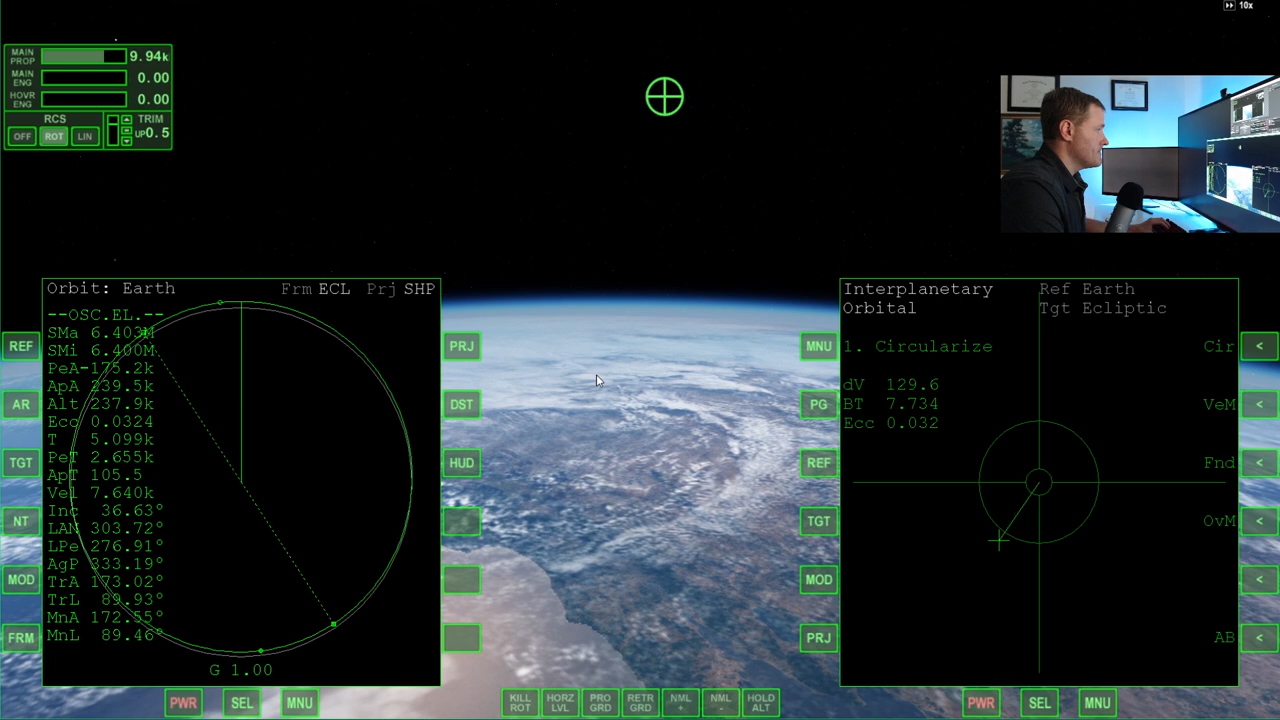 10x
MAIN PROP 9.94k
MAIN ENG 0.00
HOVR ENG 0.00
RCS TRIM
OFF ROT LIN UP0.5
Orbit: Earth Frm ECL Prj SHP
--OSC.EL.--
SMa 6.403M
SMi 6.400M
PeA-175.2k
ApA 239.5k
Alt 237.9k
Ecc 0.0324
T 5.099k
PeT 2.655k
ApT 105.5
Vel 7.640k
Inc 36.63°
LAN 303.72°
LPe 276.91°
AgP 333.19°
TrA 173.02°
TrL 89.93°
MnA 172.55°
MnL 89.46°
G 1.00
REF
AR
TGT
NT
MOD
FRM
PRJ
DST
HUD
PWR SEL MNU
KILL ROT HORZ LVL PRO GRD RETR GRD NML + NML - HOLD ALT
Interplanetary Ref Earth
Orbital Tgt Ecliptic
1. Circularize
dV 129.6
BT 7.734
Ecc 0.032
MNU
PG
REF
TGT
MOD
PRJ
Cir <
VeM <
Fnd <
OvM <
<
AB <
PWR SEL MNU